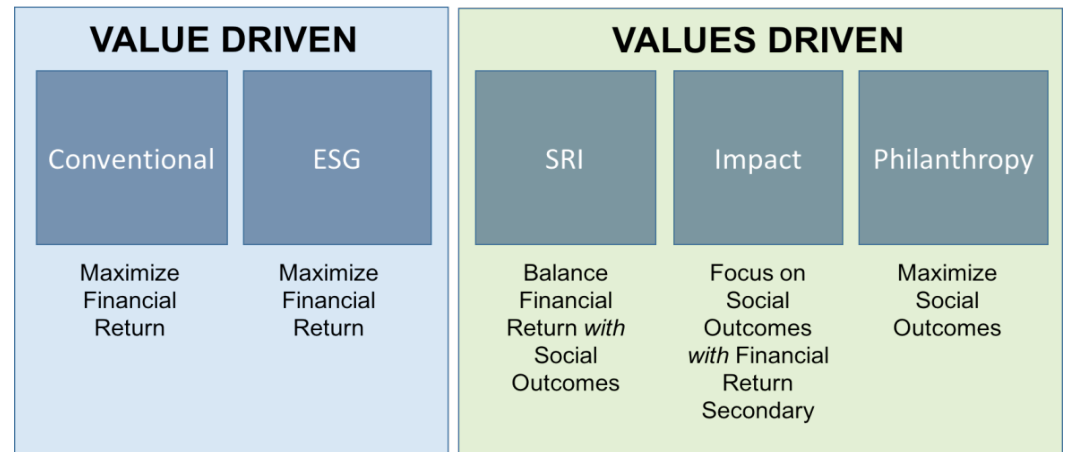 VALUE DRIVEN
VALUES DRIVEN
Conventional
ESG
SRI
Impact
Philanthropy
Maximize
Financial
Return
Maximize
Financial
Return
Balance
Financial
Return with
Social
Outcomes
Focus on
Social
Outcomes
with Financial
Return
Secondary
Maximize
Social
Outcomes